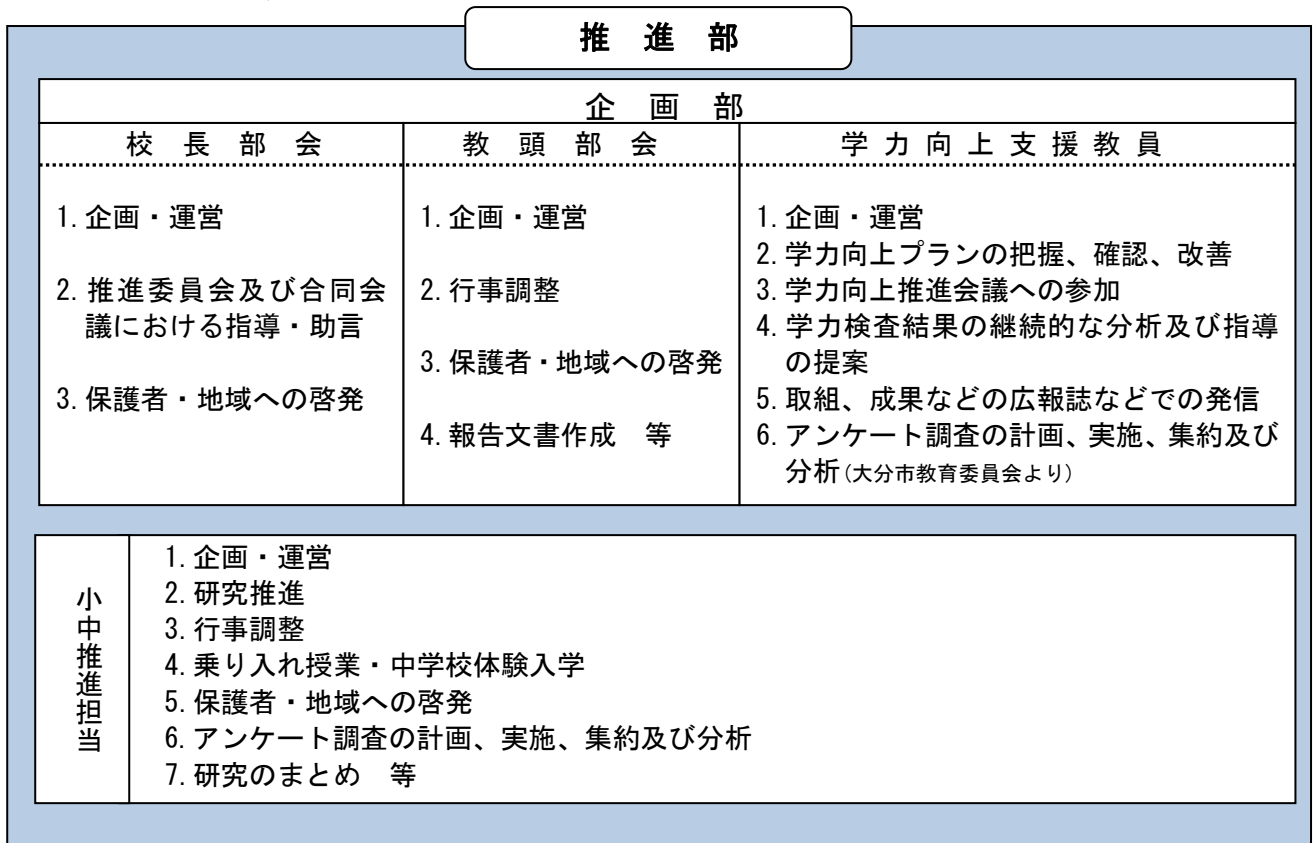 推　進　部
企　画　部
校　長　部　会
1. 企画・運営
2. 推進委員会及び合同会
議における指導・助言
3. 保護者・地域への啓発
教　頭　部　会
1. 企画・運営
2. 行事調整
3. 保護者・地域への啓発
4. 報告文書作成　等
学 力 向 上 支 援 教 員
1. 企画・運営
2. 学力向上プランの把握、確認、改善
3. 学力向上推進会議への参加
4. 学力検査結果の継続的な分析及び指導
の提案
5. 取組、成果などの広報誌などでの発信
6. アンケート調査の計画、実施、集約及び
分析(大分市教育委員会より)
小中推進担当
1. 企画・運営
2. 研究推進
3. 行事調整
4. 乗り入れ授業・中学校体験入学
5. 保護者・地域への啓発
6. アンケート調査の計画、実施、集約及び分析
7. 研究のまとめ　等